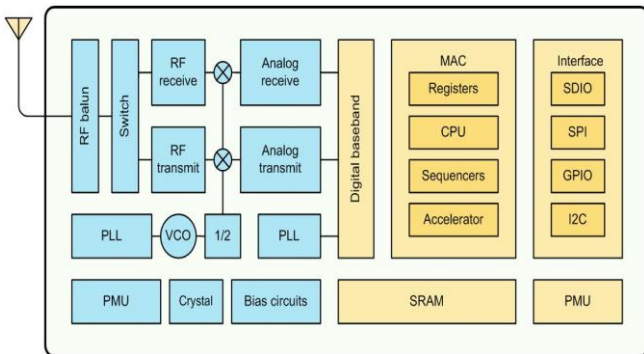 RF balun
Switch
RF
receive
Analog
receive
RF
transmit
Analog
transmit
Digital baseband
MAC
Registers
CPU
Sequencers
Accelerator
Interface
SDIO
SPI
GPIO
I2C
PLL
VCO
1/2
PLL
PMU
Crystal
Bias circuits
SRAM
PMU